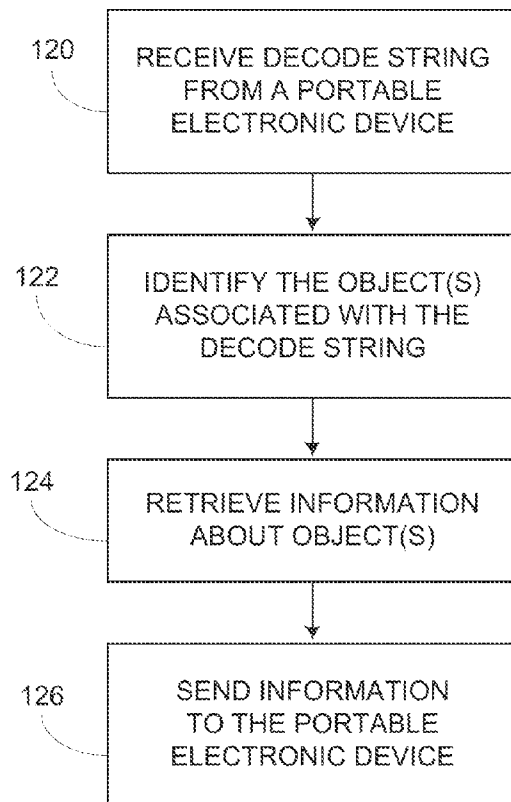 120
RECEIVE DECODE STRING
FROM A PORTABLE
ELECTRONIC DEVICE
122
IDENTIFY THE OBJECT(S)
ASSOCIATED WITH THE
DECODE STRING
124
RETRIEVE INFORMATION
ABOUT OBJECT(S)
126
SEND INFORMATION
TO THE PORTABLE
ELECTRONIC DEVICE